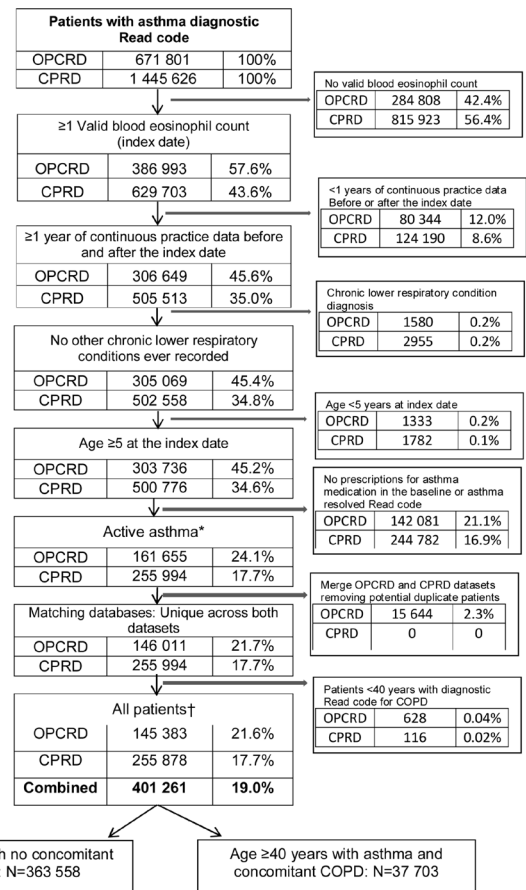 Patients with asthma diagnostic
Read code
OPCRD 671 801 100%
CPRD 1 445 626 100%
No valid blood eosinophil count
OPCRD 284 808 42.4%
CPRD 815 923 56.4%
≥1 Valid blood eosinophil count
(index date)
OPCRD 386 993 57.6%
CPRD 629 703 43.6%
<1 years of continuous practice data
Before or after the index date
OPCRD 80 344 12.0%
CPRD 124 190 8.6%
≥1 year of continuous practice data before
and after the index date
OPCRD 306 649 45.6%
CPRD 505 513 35.0%
Chronic lower respiratory condition
diagnosis
OPCRD 1580 0.2%
CPRD 2955 0.2%
No other chronic lower respiratory
conditions ever recorded
OPCRD 305 069 45.4%
CPRD 502 558 34.8%
Age <5 years at index date
OPCRD 1333 0.2%
CPRD 1782 0.1%
Age ≥5 at the index date
OPCRD 303 736 45.2%
CPRD 500 776 34.6%
No prescriptions for asthma
medication in the baseline or asthma
resolved Read code
OPCRD 142 081 21.1%
CPRD 244 782 16.9%
Active asthma*
OPCRD 161 655 24.1%
CPRD 255 994 17.7%
Merge OPCRD and CPRD datasets
removing potential duplicate patients
OPCRD 15 644 2.3%
CPRD 0 0
Matching databases: Unique across both
datasets
OPCRD 146 011 21.7%
CPRD 255 994 17.7%
Patients <40 years with diagnostic
Read code for COPD
OPCRD 628 0.04%
CPRD 116 0.02%
All patients†
OPCRD 145 383 21.6%
CPRD 255 878 17.7%
Combined 401 261 19.0%
no concomitant
: N=363 558
Age ≥40 years with asthma and
concomitant COPD: N=37 703